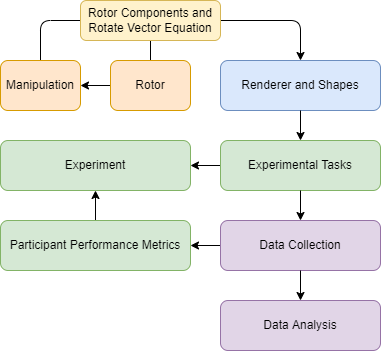 Rotor Components and
Rotate Vector Equation
Manipulation
Rotor
Renderer and Shapes
Experiment
Experimental Tasks
Participant Performance Metrics
Data Collection
Data Analysis